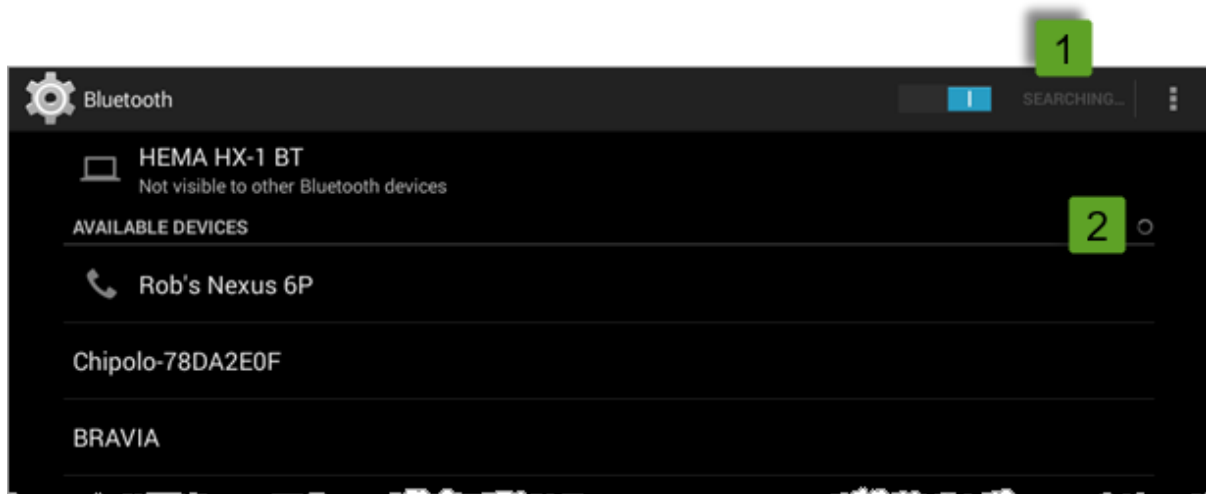 1
Bluetooth
SEARCHING...
HEMA HX-1 BT
Not visible to other Bluetooth devices
AVAILABLE DEVICES
2
Rob's Nexus 6P
Chipolo-78DA2E0F
BRAVIA